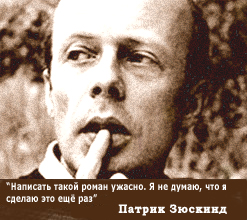 “Написать такой роман ужасно. Я не думаю, что я
сделаю это ещё раз”
Патрик Зюскинд